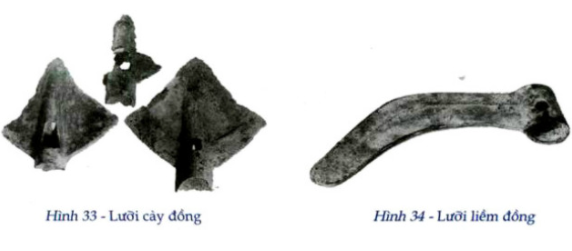 Hình 33 - Lưỡi cày đồng
Hình 34 - Lưỡi liềm đồng